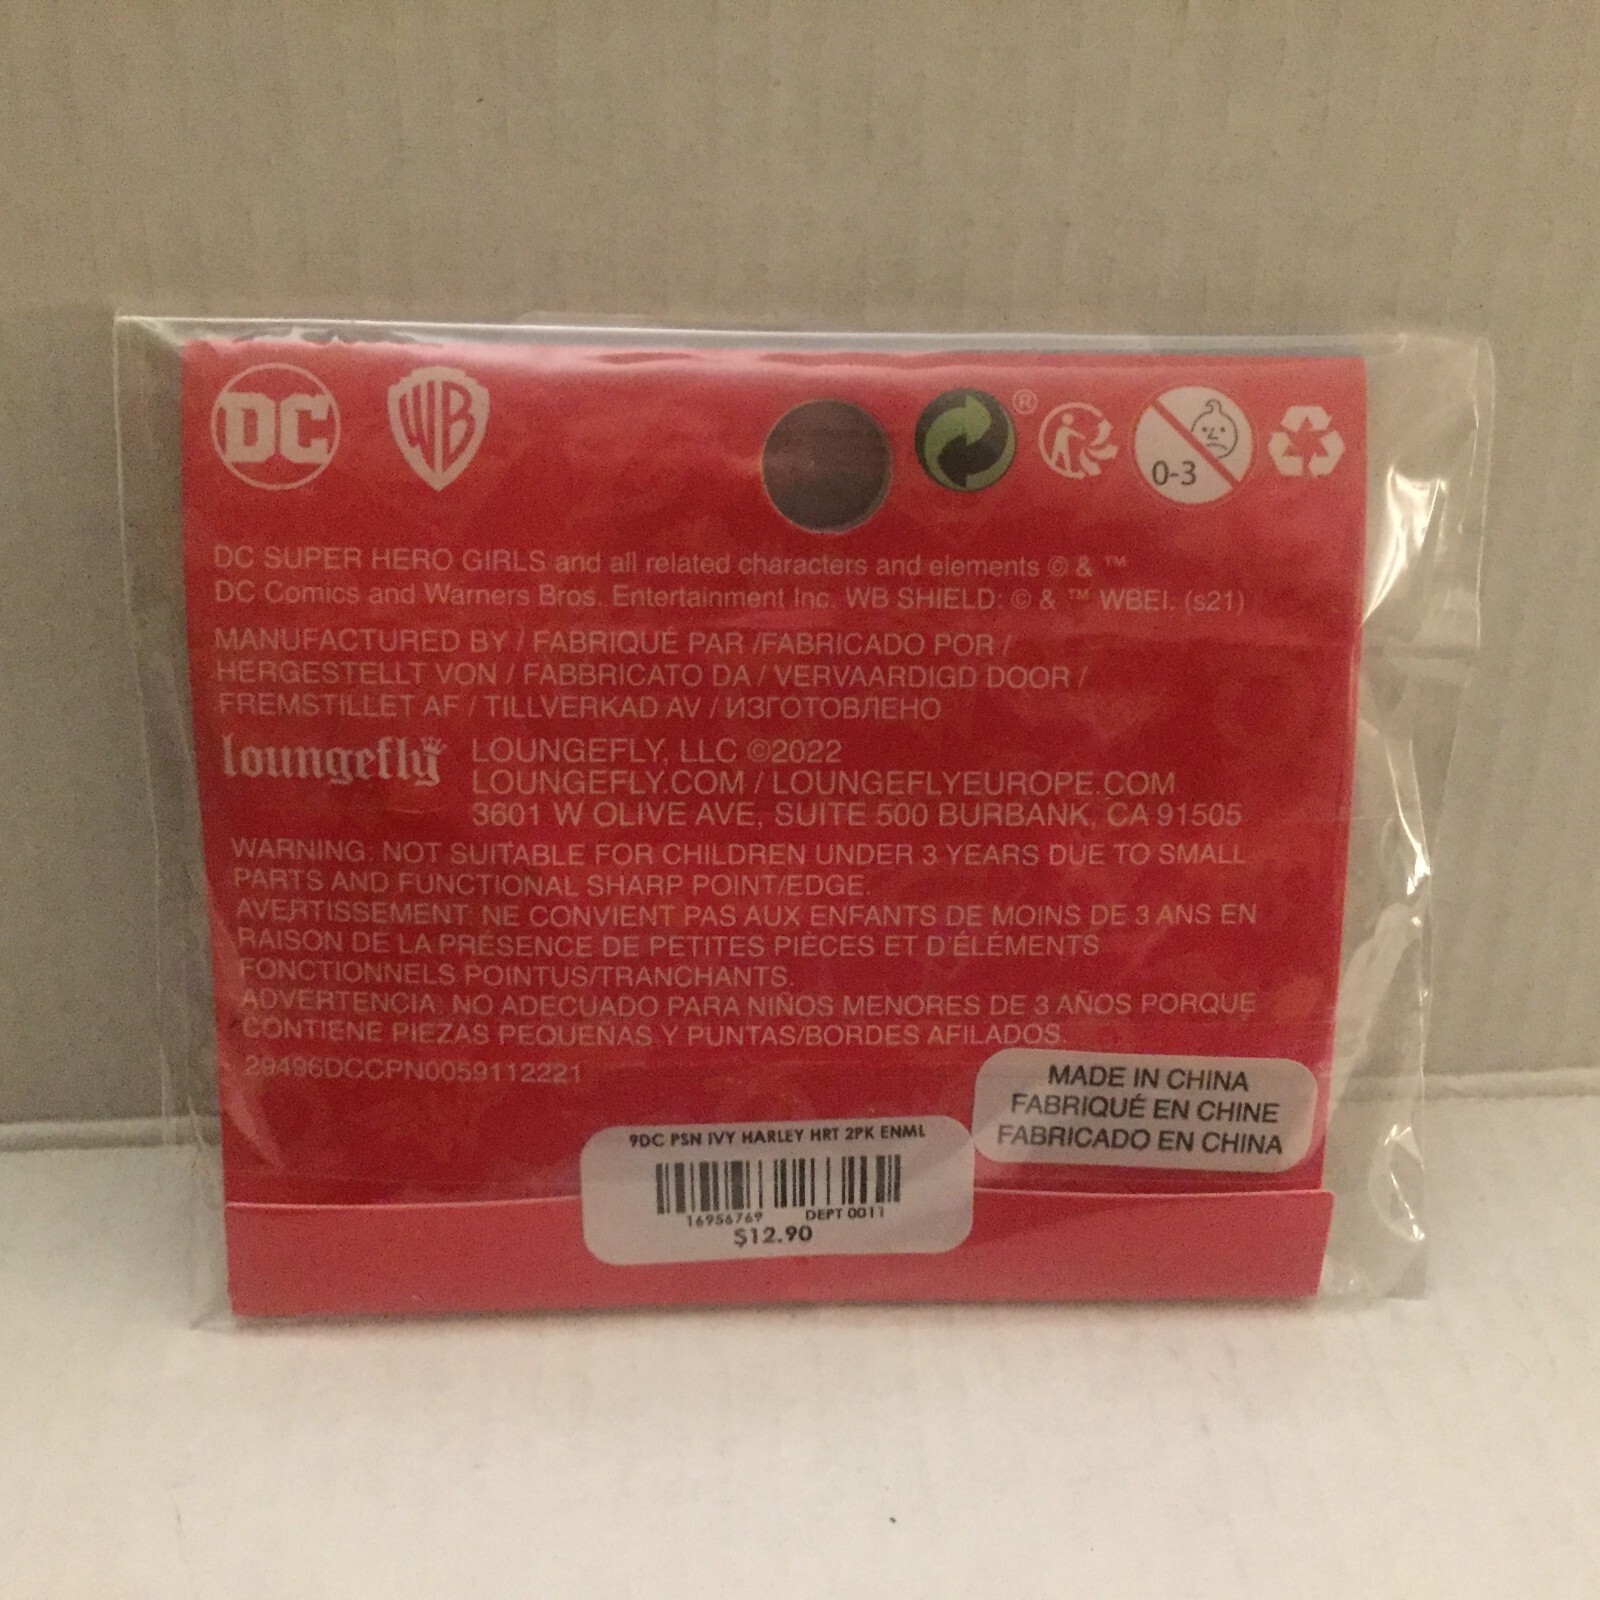 DC
™
WB
®
0-3
DC SUPER HERO GIRLS and all related characters and elements © & ™
DC Comics and Warners Bros. Entertainment Inc. WB SHIELD: © & ™ WBEI. (s21)
MANUFACTURED BY / FABRIQUÉ PAR /FABRICADO POR /
HERGESTELLT VON / FABBRICATO DA / VERVAARDIGD DOOR /
FREMSTILLET AF / TILLVERKAD AV / ИЗГОТОВЛЕНО
loungefly
LOUNGEFLY, LLC ©2022
LOUNGEFLY.COM / LOUNGEFLYEUROPE.COM
3601 W OLIVE AVE, SUITE 500 BURBANK, CA 91505
WARNING: NOT SUITABLE FOR CHILDREN UNDER 3 YEARS DUE TO SMALL
PARTS AND FUNCTIONAL SHARP POINT/EDGE.
AVERTISSEMENT: NE CONVIENT PAS AUX ENFANTS DE MOINS DE 3 ANS EN
RAISON DE LA PRÉSENCE DE PETITES PIÈCES ET D'ÉLÉMENTS
FONCTIONNELS POINTUS/TRANCHANTS.
ADVERTENCIA: NO ADECUADO PARA NIÑOS MENORES DE 3 AÑOS PORQUE
CONTIENE PIEZAS PEQUEÑAS Y PUNTAS/BORDES AFILADOS.
29496DCCPN0059112221
MADE IN CHINA
FABRIQUÉ EN CHINE
FABRICADO EN CHINA
9DC PSN IVY HARLEY HRT 2PK ENML
16956769 DEPT 0011
$12.90